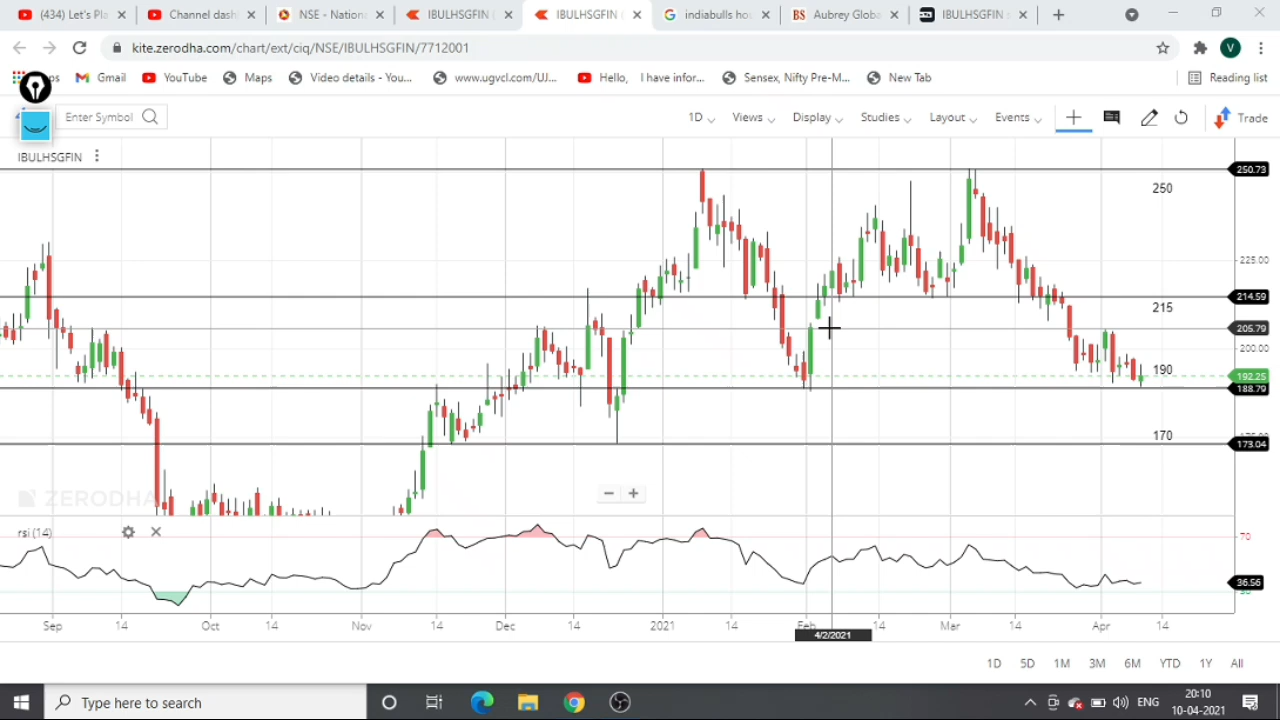 (434) Let's Pla
Channel dash
NSE - Nation
IBULHSGFIN (
IBULHSGFIN (
indiabulls hou
BS Aubrey Globa
IBULHSGFIN s
kite.zerodha.com/chart/ext/ciq/NSE/IBULHSGFIN/7712001
V
Gmail
YouTube
Maps
Video details - You...
www.ugvcl.com/UJ...
Hello, I have infor...
Sensex, Nifty Pre-M...
New Tab
Reading list
Enter Symbol
1D
Views
Display
Studies
Layout
Events
Trade
IBULHSGFIN
250.73
250
225.00
214.59
215
205.79
200.00
190
192.25
188.79
170
173.04
ZERODHA
rsi (14)
70
36.56
Sep
14
Oct
14
Nov
14
Dec
14
2021
14
Feb
14
Mar
14
Apr
14
4/2/2021
1D
5D
1M
3M
6M
YTD
1Y
All
Type here to search
ENG
20:10
10-04-2021